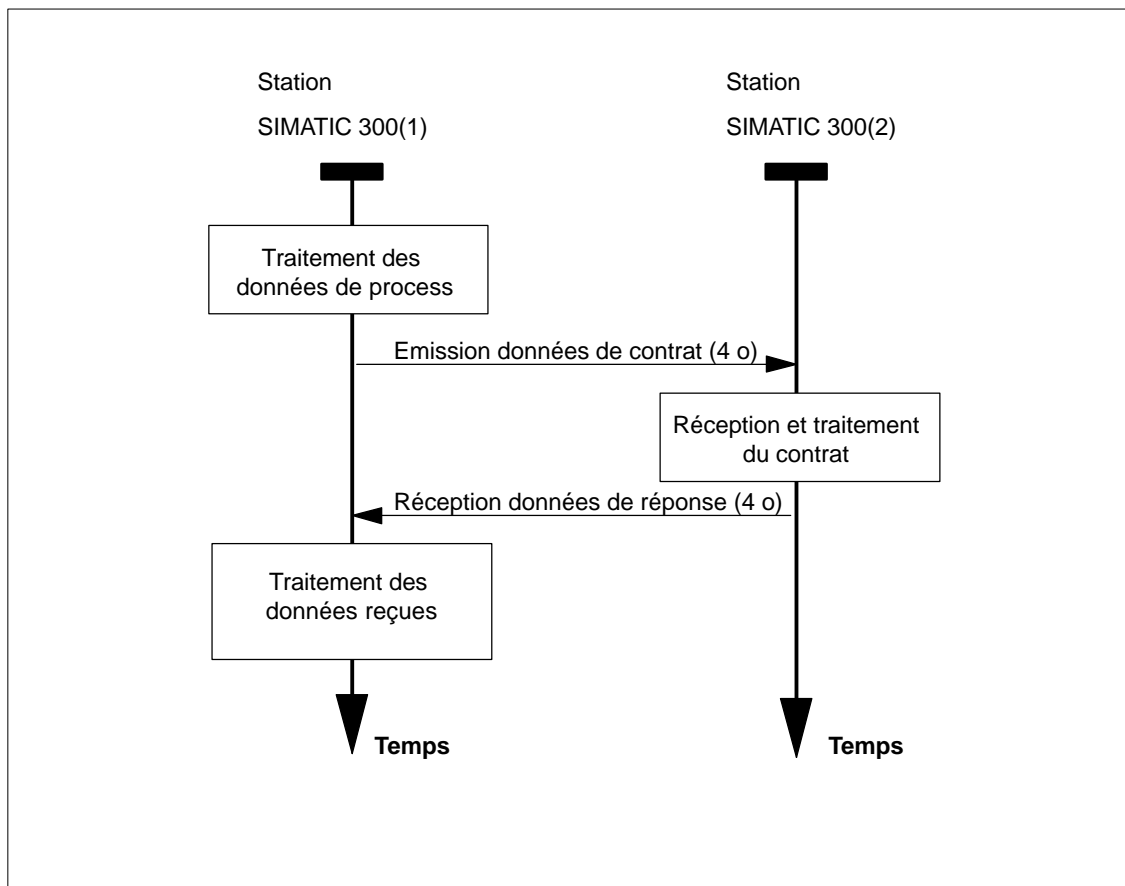 Station
SIMATIC 300(1)
Station
SIMATIC 300(2)
Traitement des
données de process
Emission données de contrat (4 o)
Réception et traitement
du contrat
Réception données de réponse (4 o)
Traitement des
données reçues
Temps
Temps